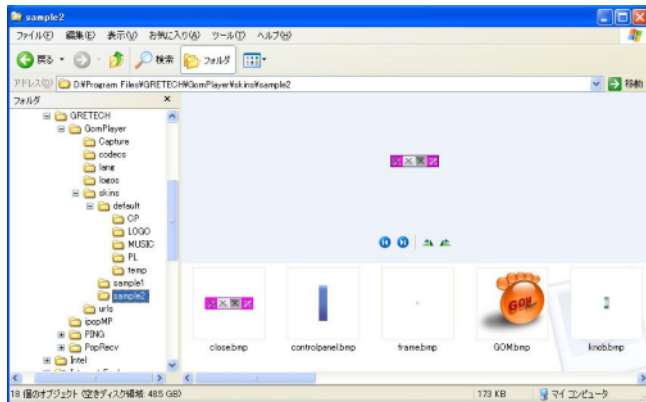 sample2
ファイル(F) 編集(E) 表示(V) お気に入り(A) ツール(T) ヘルプ(H)
戻る 検索 フォルダ
アドレス(D) D:¥Program Files¥GRETECH¥GomPlayer¥skins¥sample2 移動
フォルダ ×
GRETECH
GomPlayer
Capture
codecs
lang
logos
skins
default
CP
LOGO
MUSIC
PL
temp
sample1
sample2
urls
ipopMP
PING
PopRecv
Intel
GOM
close.bmp controlpanel.bmp frame.bmp GOM.bmp knob.bmp
18 個のオブジェクト (空きディスク領域: 48.5 GB) 173 KB マイ コンピュータ